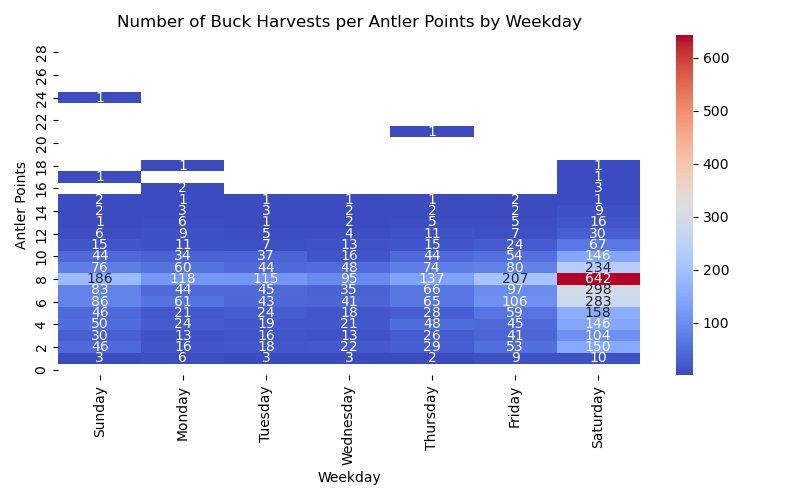 Number of Buck Harvests per Antler Points by Weekday
Antler Points
28
26
24 1
22
1
20
18 1 1
1 1
16 2 3
2 1 1 1 1 2 1
14 2 3 3 2 2 2 9
1 6 1 2 5 5 16
12 6 9 5 4 11 7 30
15 11 7 13 15 24 67
10 44 34 37 16 44 54 146
76 60 44 48 74 80 234
8 186 118 115 95 137 207 642
83 44 45 35 66 97 298
6 86 61 43 41 65 106 283
46 21 24 18 28 59 158
4 50 24 19 21 48 45 146
30 13 16 13 26 41 104
2 46 16 18 22 29 53 150
3 6 3 3 2 9 10
0
Sunday Monday Tuesday Wednesday Thursday Friday Saturday
Weekday
600
500
400
300
200
100